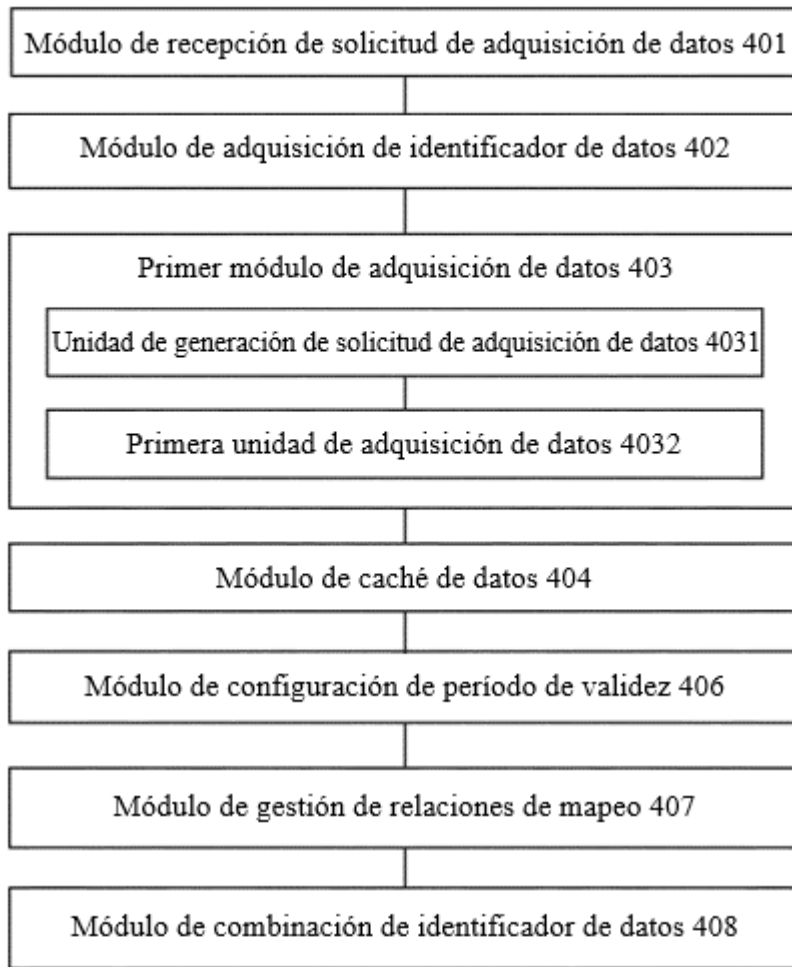 Módulo de recepción de solicitud de adquisición de datos 401
Módulo de adquisición de identificador de datos 402
Primer módulo de adquisición de datos 403
Unidad de generación de solicitud de adquisición de datos 4031
Primera unidad de adquisición de datos 4032
Módulo de caché de datos 404
Módulo de configuración de período de validez 406
Módulo de gestión de relaciones de mapeo 407
Módulo de combinación de identificador de datos 408